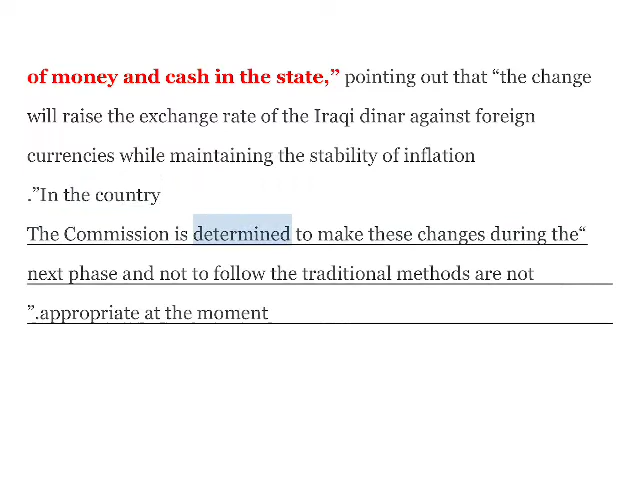 of money and cash in the state,” pointing out that “the change
will raise the exchange rate of the Iraqi dinar against foreign
currencies while maintaining the stability of inflation
.”In the country
The Commission is determined to make these changes during the“
next phase and not to follow the traditional methods are not
”.appropriate at the moment